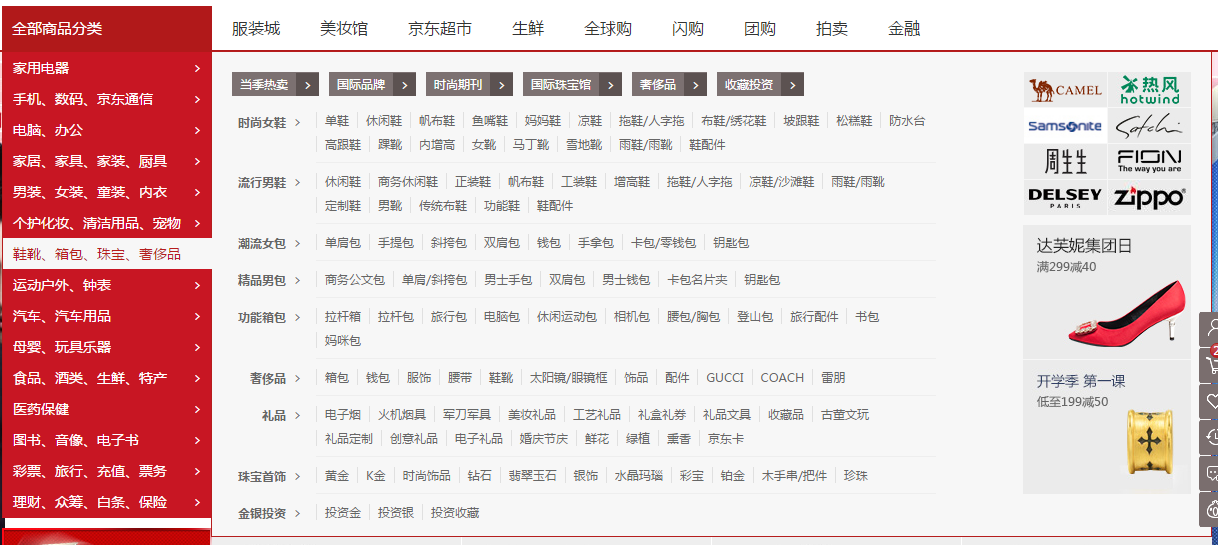 全部商品分类
服装城 美妆馆 京东超市 生鲜 全球购 闪购 团购 拍卖 金融
家用电器
手机、数码、京东通信
电脑、办公
家居、家具、家装、厨具
男装、女装、童装、内衣
个护化妆、清洁用品、宠物
鞋靴、箱包、珠宝、奢侈品
运动户外、钟表
汽车、汽车用品
母婴、玩具乐器
食品、酒类、生鲜、特产
医药保健
图书、音像、电子书
彩票、旅行、充值、票务
理财、众筹、白条、保险
当季热卖 国际品牌 时尚期刊 国际珠宝馆 奢侈品 收藏投资
时尚女鞋 单鞋 休闲鞋 帆布鞋 鱼嘴鞋 妈妈鞋 凉鞋 拖鞋/人字拖 布鞋/绣花鞋 坡跟鞋 松糕鞋 防水台
高跟鞋 踝靴 内增高 女靴 马丁靴 雪地靴 雨鞋/雨靴 鞋配件
流行男鞋 休闲鞋 商务休闲鞋 正装鞋 帆布鞋 工装鞋 增高鞋 拖鞋/人字拖 凉鞋/沙滩鞋 雨鞋/雨靴
定制鞋 男靴 传统布鞋 功能鞋 鞋配件
潮流女包 单肩包 手提包 斜挎包 双肩包 钱包 手拿包 卡包/零钱包 钥匙包
精品男包 商务公文包 单肩/斜挎包 男士手包 双肩包 男士钱包 卡包名片夹 钥匙包
功能箱包 拉杆箱 拉杆包 旅行包 电脑包 休闲运动包 相机包 腰包/胸包 登山包 旅行配件 书包
妈咪包
奢侈品 箱包 钱包 服饰 腰带 鞋靴 太阳镜/眼镜框 饰品 配件 GUCCI COACH 雷朋
礼品 电子烟 火机烟具 军刀军具 美妆礼品 工艺礼品 礼盒礼券 礼品文具 收藏品 古董文玩
礼品定制 创意礼品 电子礼品 婚庆节庆 鲜花 绿植 熏香 京东卡
珠宝首饰 黄金 K金 时尚饰品 钻石 翡翠玉石 银饰 水晶玛瑙 彩宝 铂金 木手串/把件 珍珠
金银投资 投资金 投资银 投资收藏
CAMEL 热风
hotwind
Samsonite Satchi
周生生 FION
The way you are
DELSEY
PARIS
Zippo
达芙妮集团日
满299减40
开学季 第一课
低至199减50